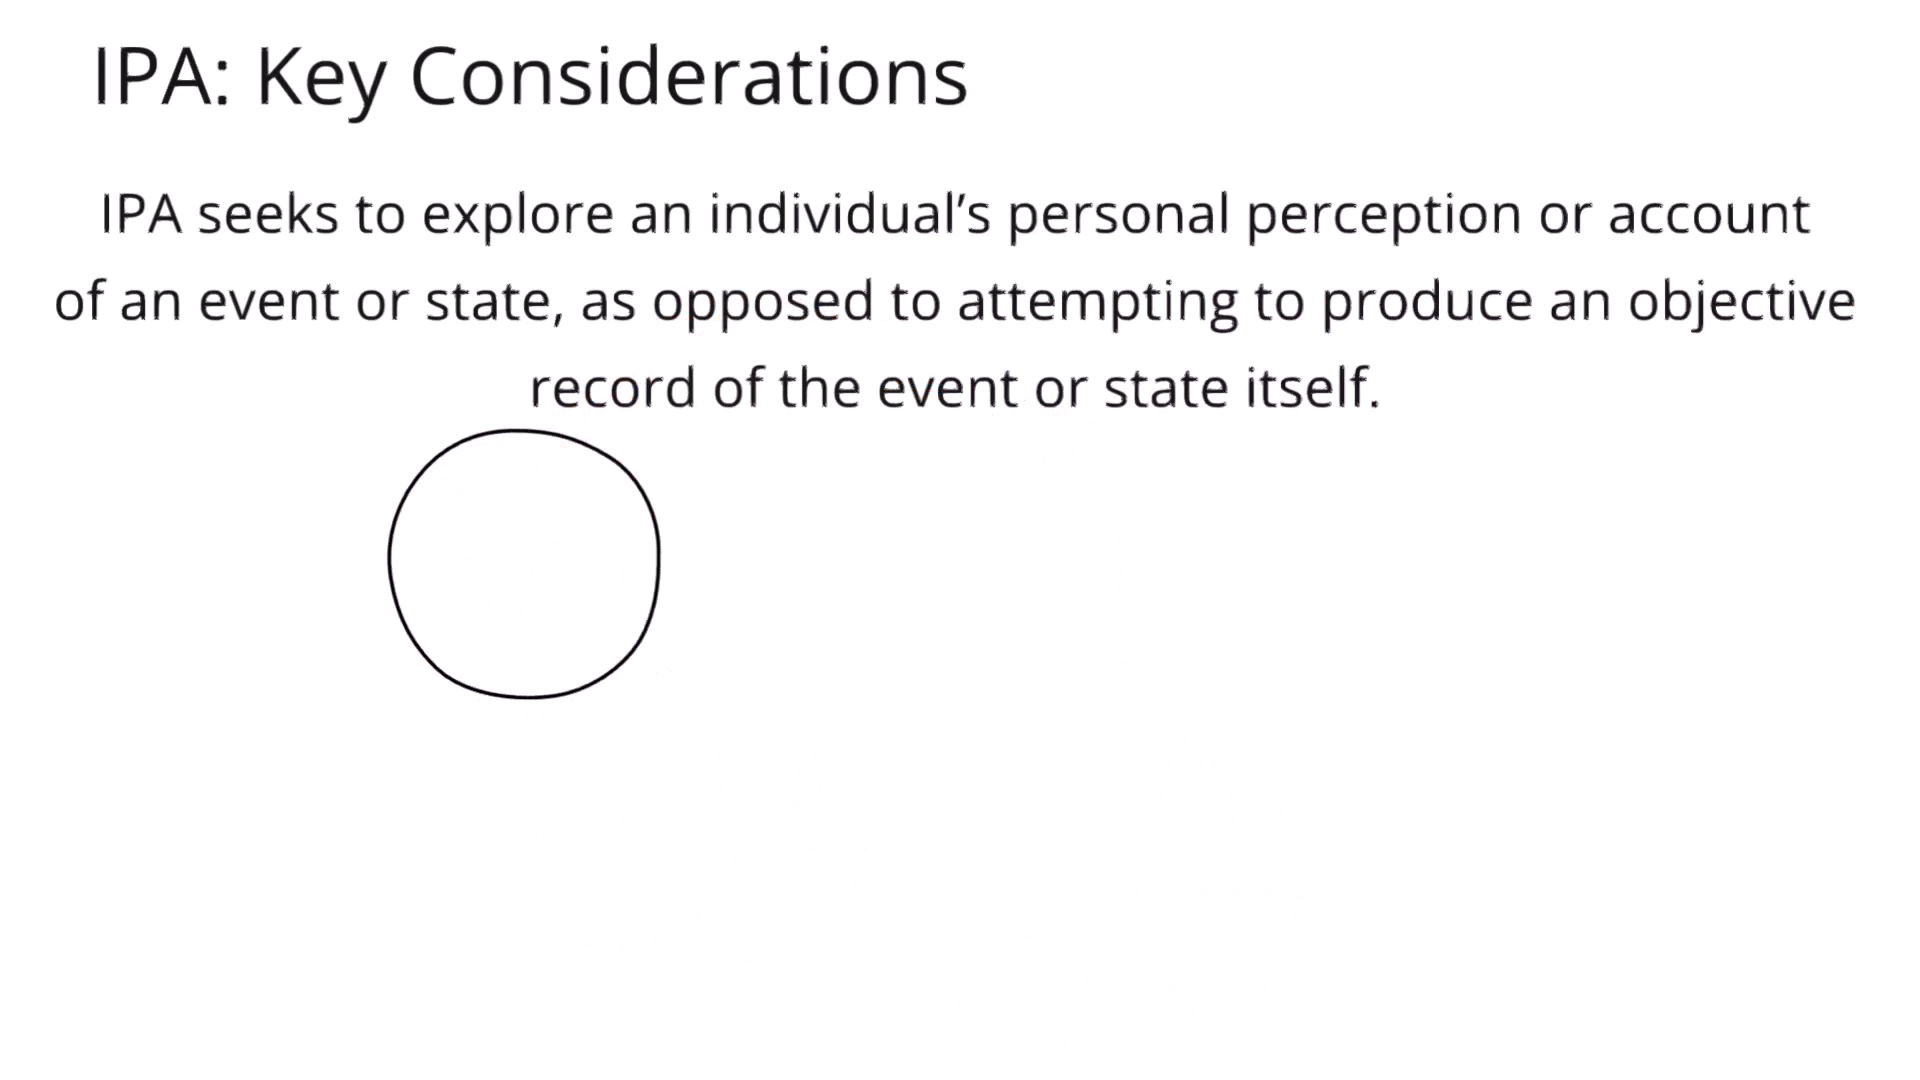 IPA: Key Considerations
IPA seeks to explore an individual’s personal perception or account
of an event or state, as opposed to attempting to produce an objective
record of the event or state itself.